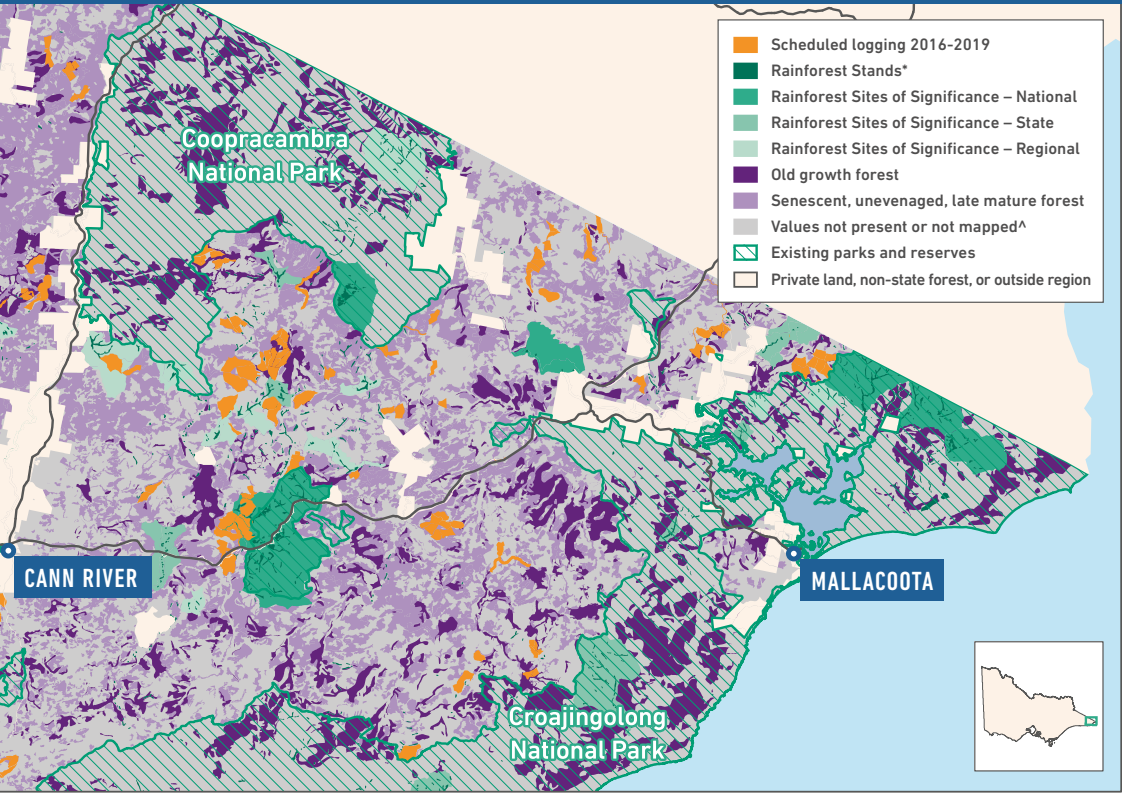 Scheduled logging 2016-2019
Rainforest Stands*
Rainforest Sites of Significance – National
Rainforest Sites of Significance – State
Rainforest Sites of Significance – Regional
Old growth forest
Senescent, unevenaged, late mature forest
Values not present or not mapped^
Existing parks and reserves
Private land, non-state forest, or outside region
Coopracambra
National Park
CANN RIVER
MALLACOOTA
Croajingolong
National Park